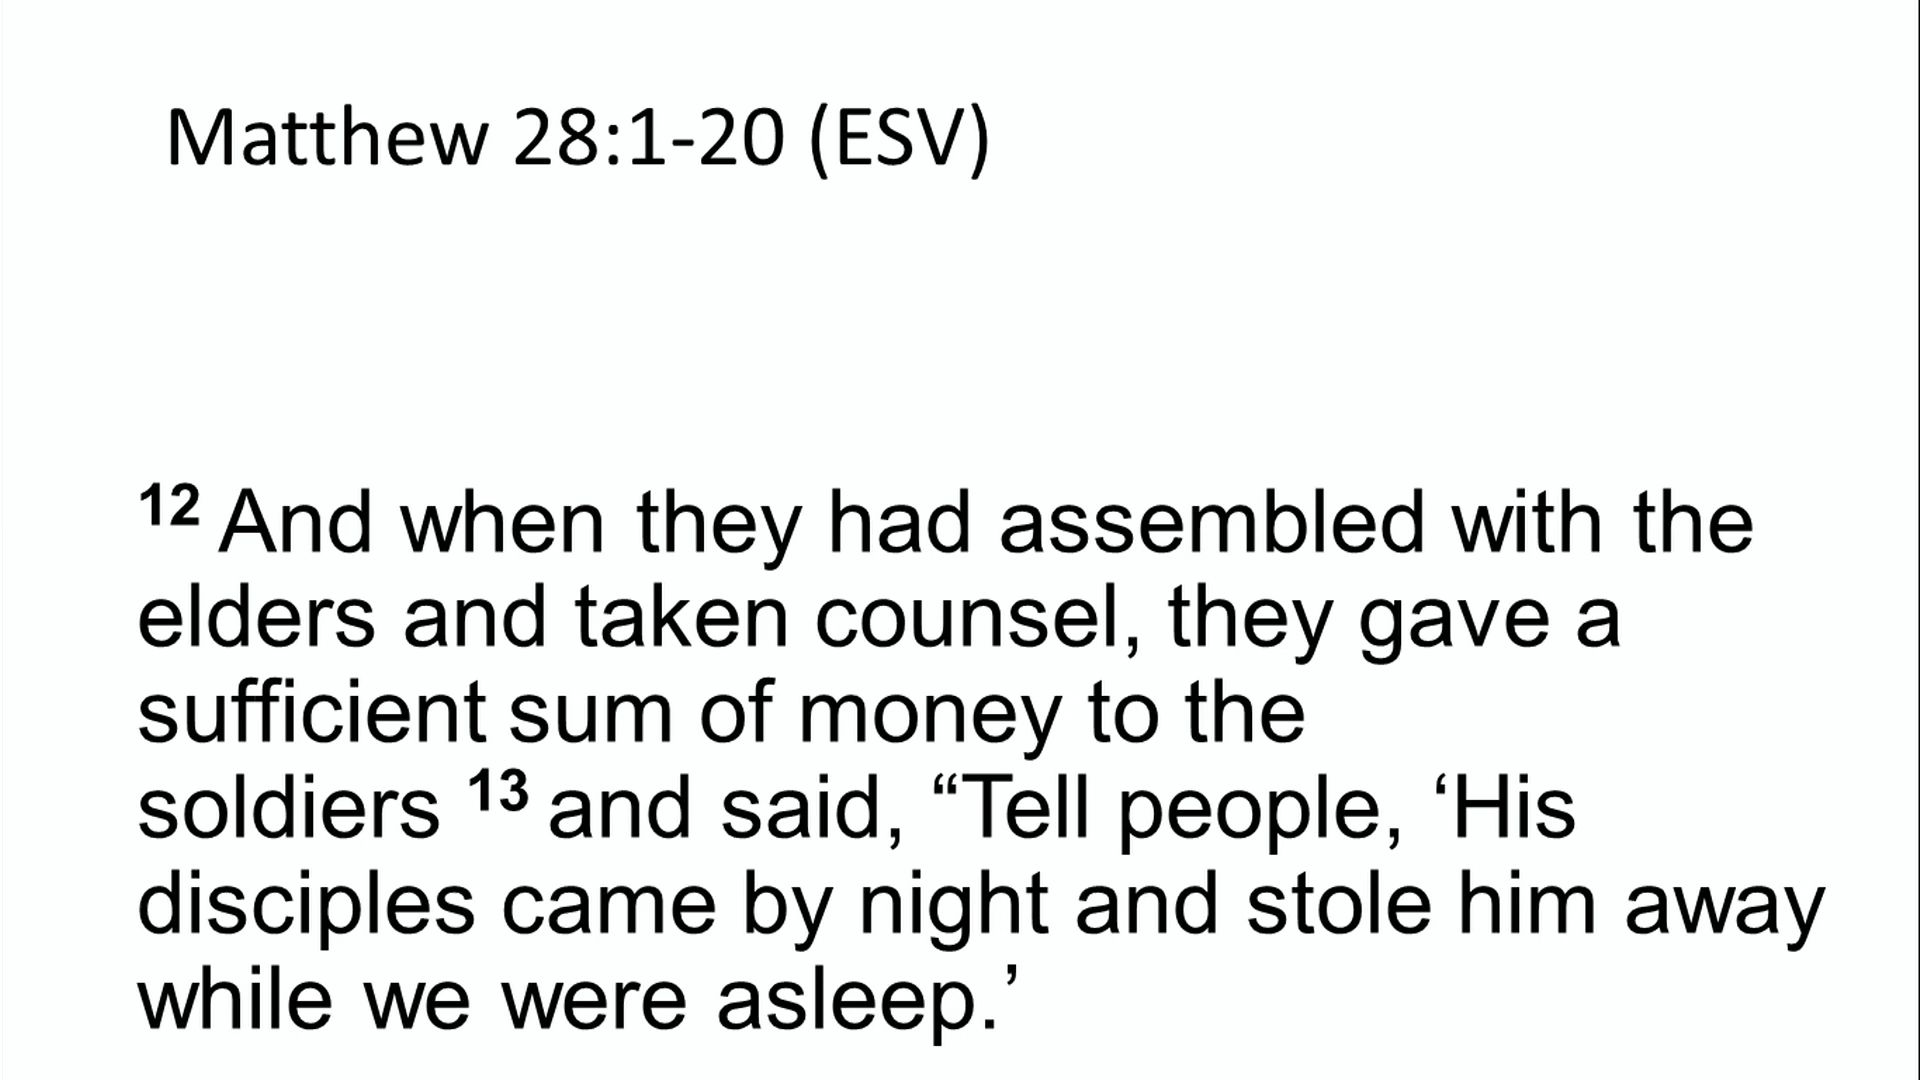 Matthew 28:1-20 (ESV)
12 And when they had assembled with the
elders and taken counsel, they gave a
sufficient sum of money to the
soldiers 13 and said, “Tell people, ‘His
disciples came by night and stole him away
while we were asleep.’